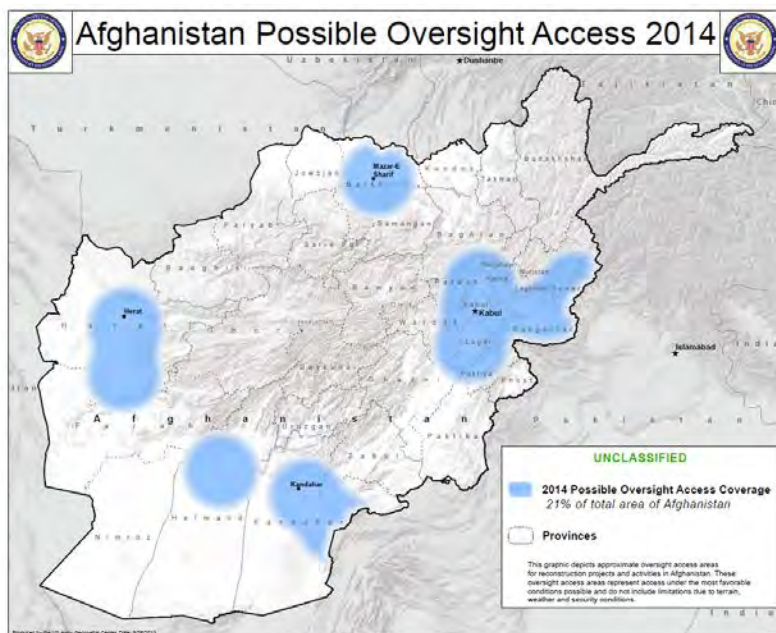 Afghanistan Possible Oversight Access 2014
Uzbekistan
Dushanbe
Tajikistan
Turkmenistan
Mazar-E
Sharif
Jowzjan
Balkh
Kunduz
Takhar
Badakhshan
Samangan
Baghlan
Faryab
Sar-e Pul
Badghis
Nuristan
Bamyan
Parwan
Laghman
Kunar
Herat
Herat
Ghor
Wardak
Kabul
Kabul
Nangarhar
Logar
Islamabad
Paktya
Khost
Ghazni
Afghanistan
Pakistan
Farah
Uruzgan
Paktika
Zabul
Kandahar
Helmand
Kandahar
Nimroz
UNCLASSIFIED
2014 Possible Oversight Access Coverage
21% of total area of Afghanistan
Provinces
This graphic depicts approximate oversight access areas
for reconstruction projects and activities in Afghanistan. These
oversight access areas represent access under the most favorable
conditions possible and do not include limitations due to terrain,
weather and security conditions.
India